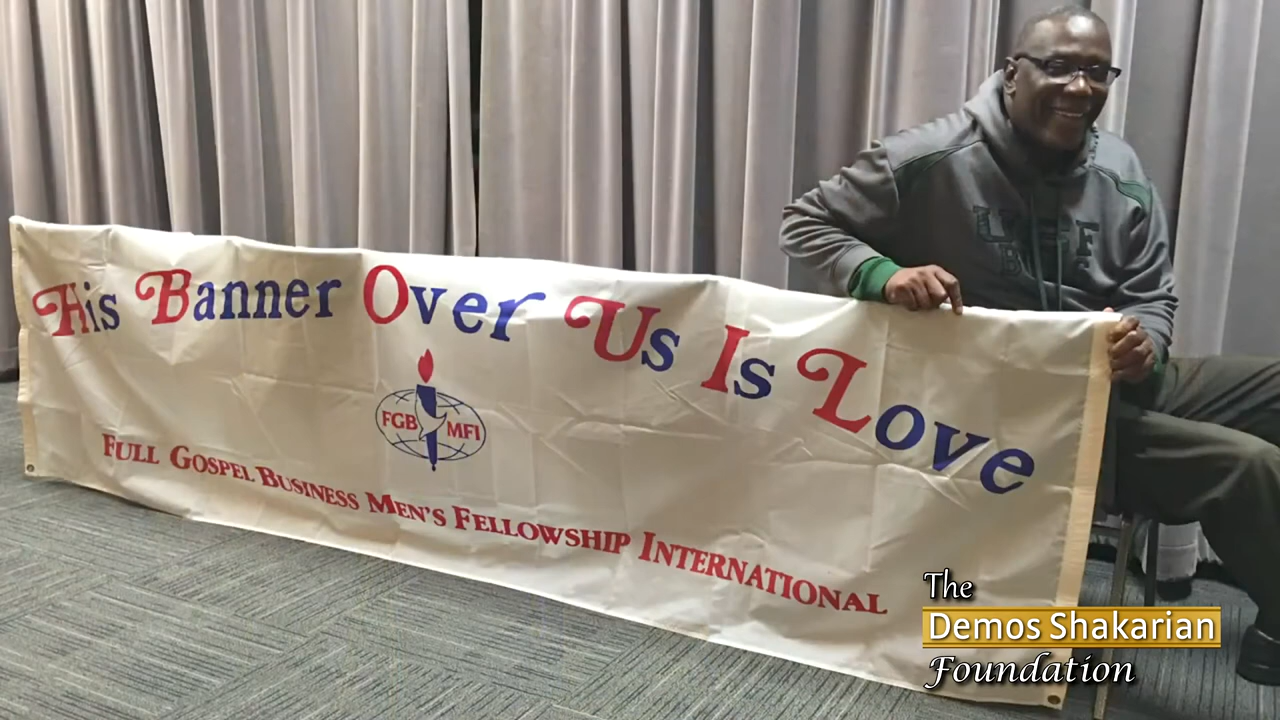 His Banner Over Us Is Love
FGB MFI
Full Gospel Business Men's Fellowship International
The
Demos Shakarian
Foundation